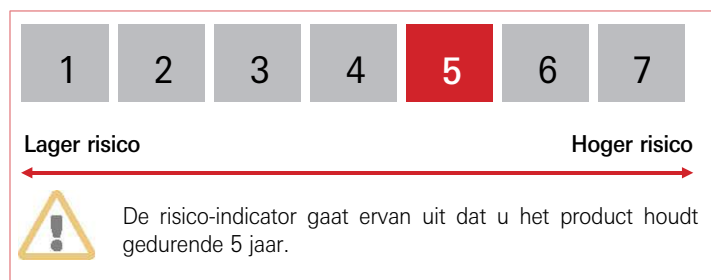 1 2 3 4 5 6 7
Lager risico Hoger risico
De risico-indicator gaat ervan uit dat u het product houdt
gedurende 5 jaar.